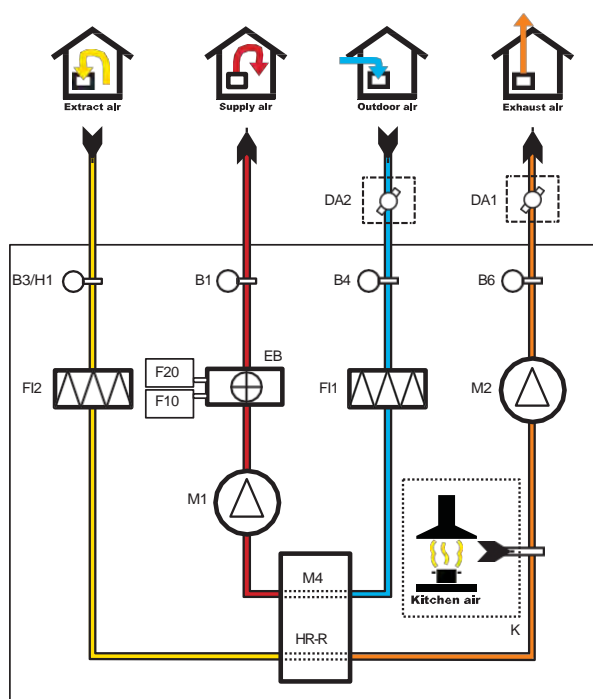 Extract air
Supply air
Outdoor air
Exhaust air
DA2
DA1
B3/H1
B1
B4
B6
EB
F20
F10
FI2
FI1
M2
M1
M4
HR-R
Kitchen air
K